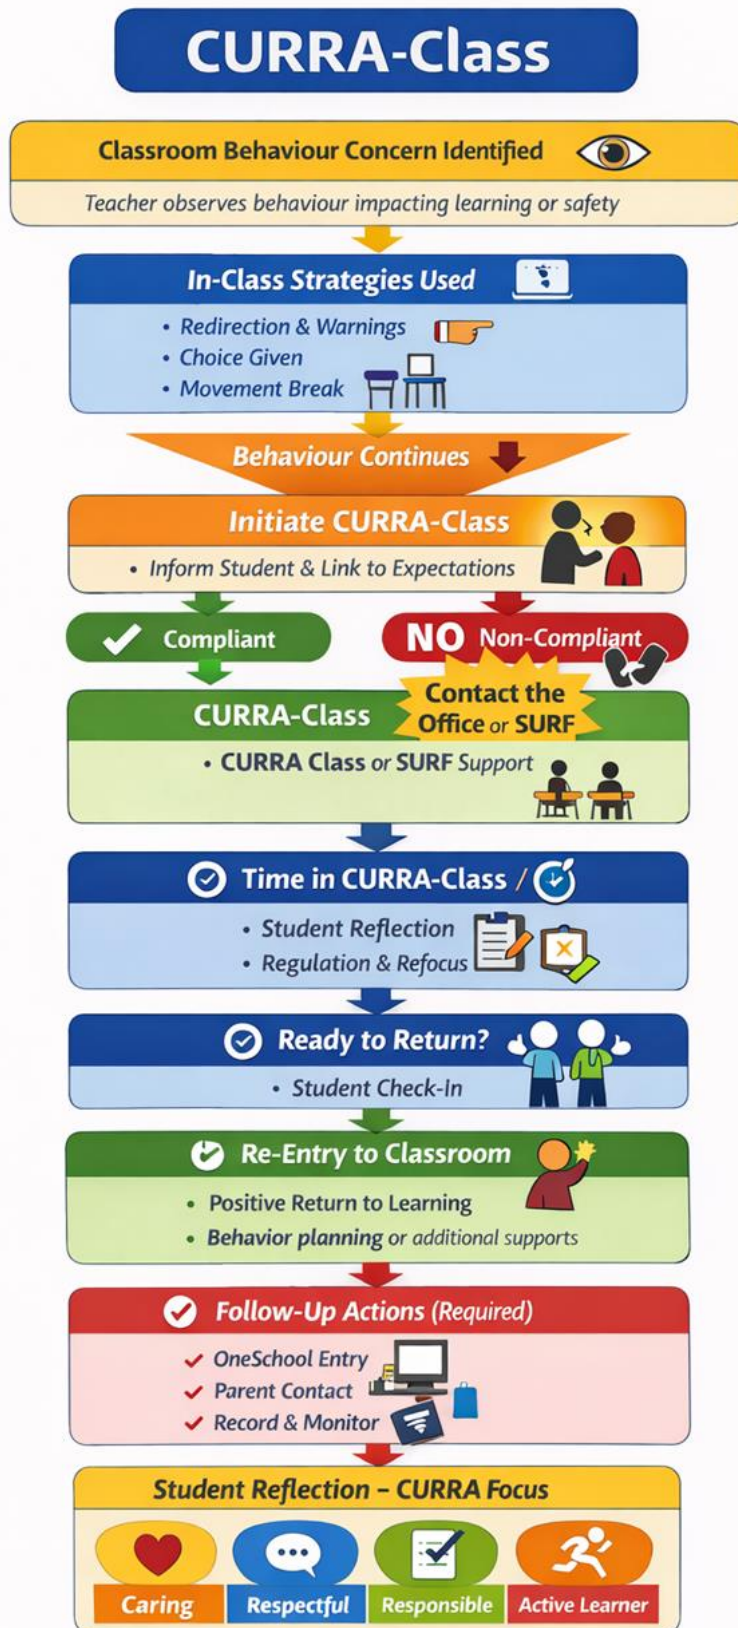 CURRA-Class
Classroom Behaviour Concern Identified
Teacher observes behaviour impacting learning or safety
In-Class Strategies Used
• Redirection & Warnings
• Choice Given
• Movement Break
Behaviour Continues
Initiate CURRA-Class
• Inform Student & Link to Expectations
Compliant
NO Non-Compliant
Contact the
Office or SURF
CURRA-Class
• CURRA Class or SURF Support
Time in CURRA-Class /
• Student Reflection
• Regulation & Refocus
Ready to Return?
• Student Check-In
Re-Entry to Classroom
• Positive Return to Learning
• Behavior planning or additional supports
Follow-Up Actions (Required)
✓ OneSchool Entry
✓ Parent Contact
✓ Record & Monitor
Student Reflection – CURRA Focus
Caring
Respectful
Responsible
Active Learner